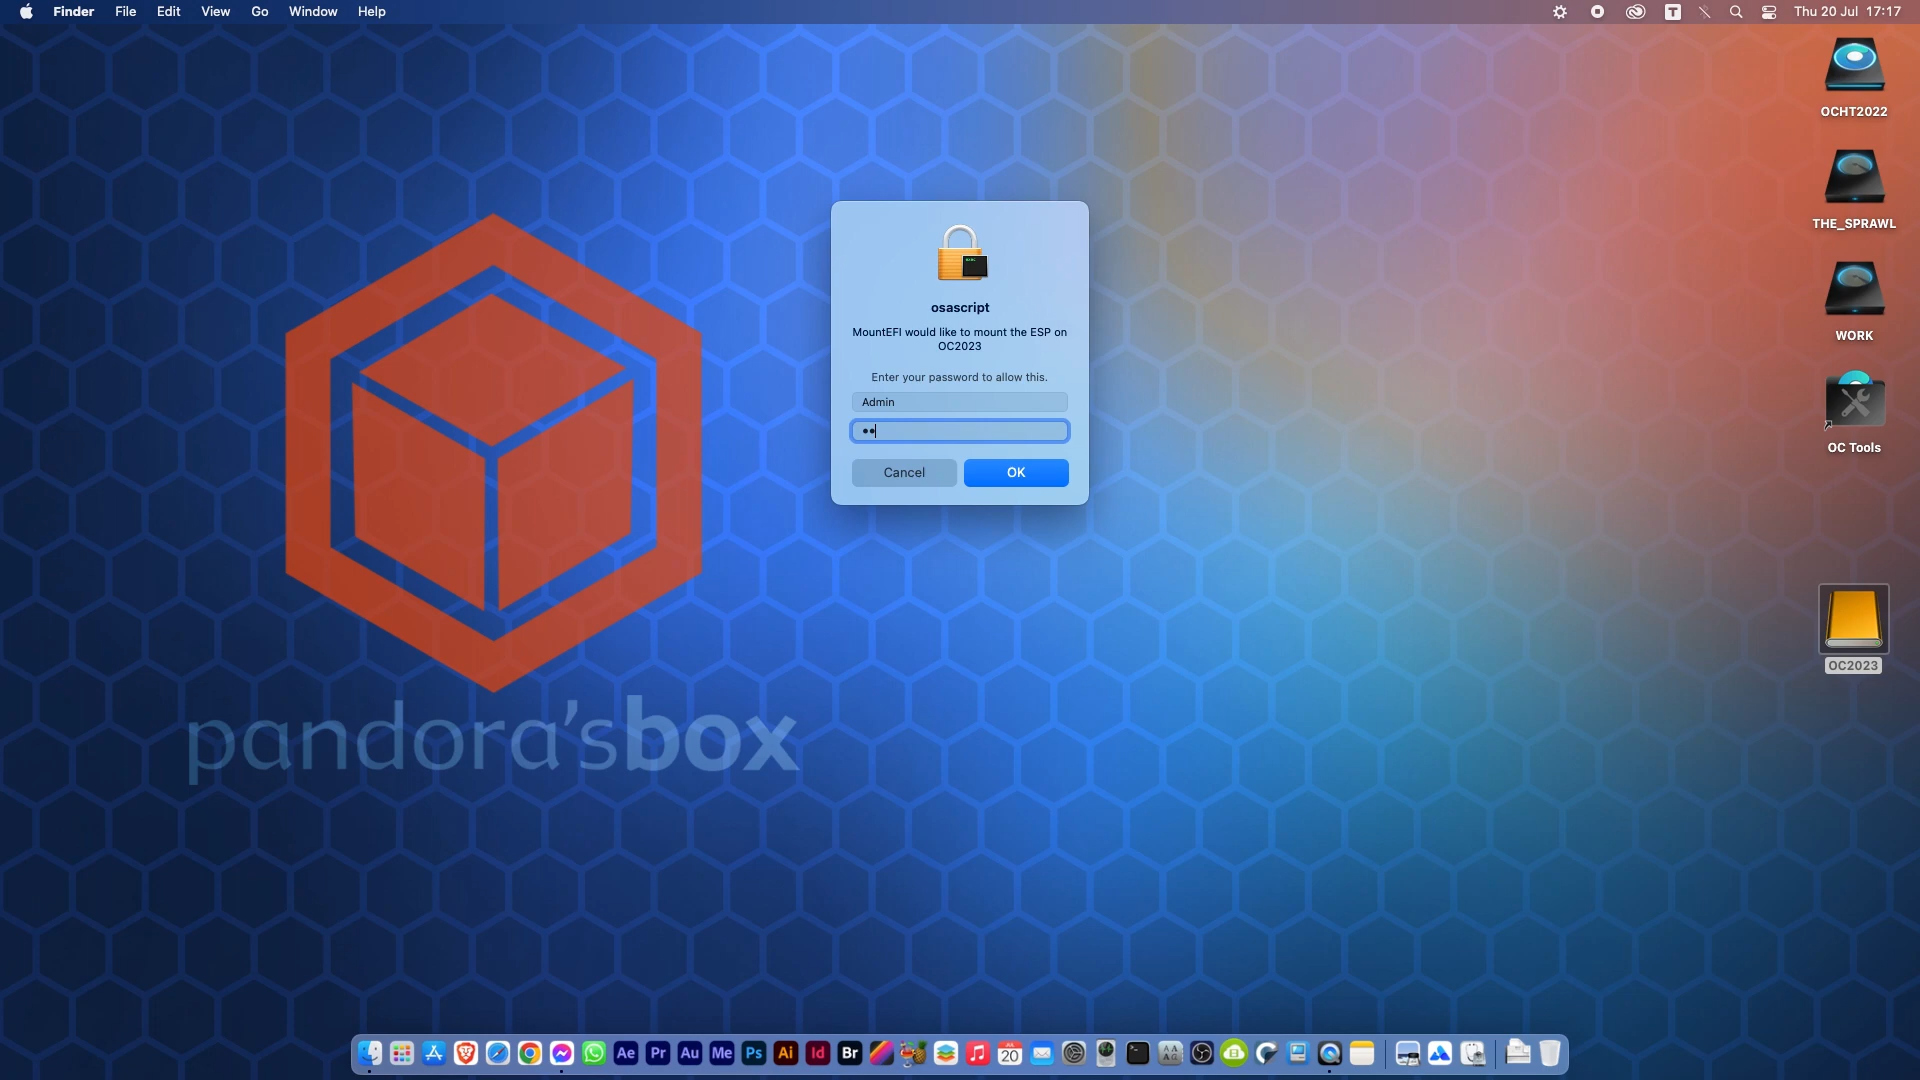 Finder File Edit View Go Window Help
T
Thu 20 Jul 17:17
OCHT2022
THE_SPRAWL
WORK
OC Tools
OC2023
osascript
MountEFI would like to mount the ESP on
OC2023
Enter your password to allow this.
Admin
Cancel OK
pandora'sbox
Ae Pr Au Me Ps Ai Id Br
JUL
20